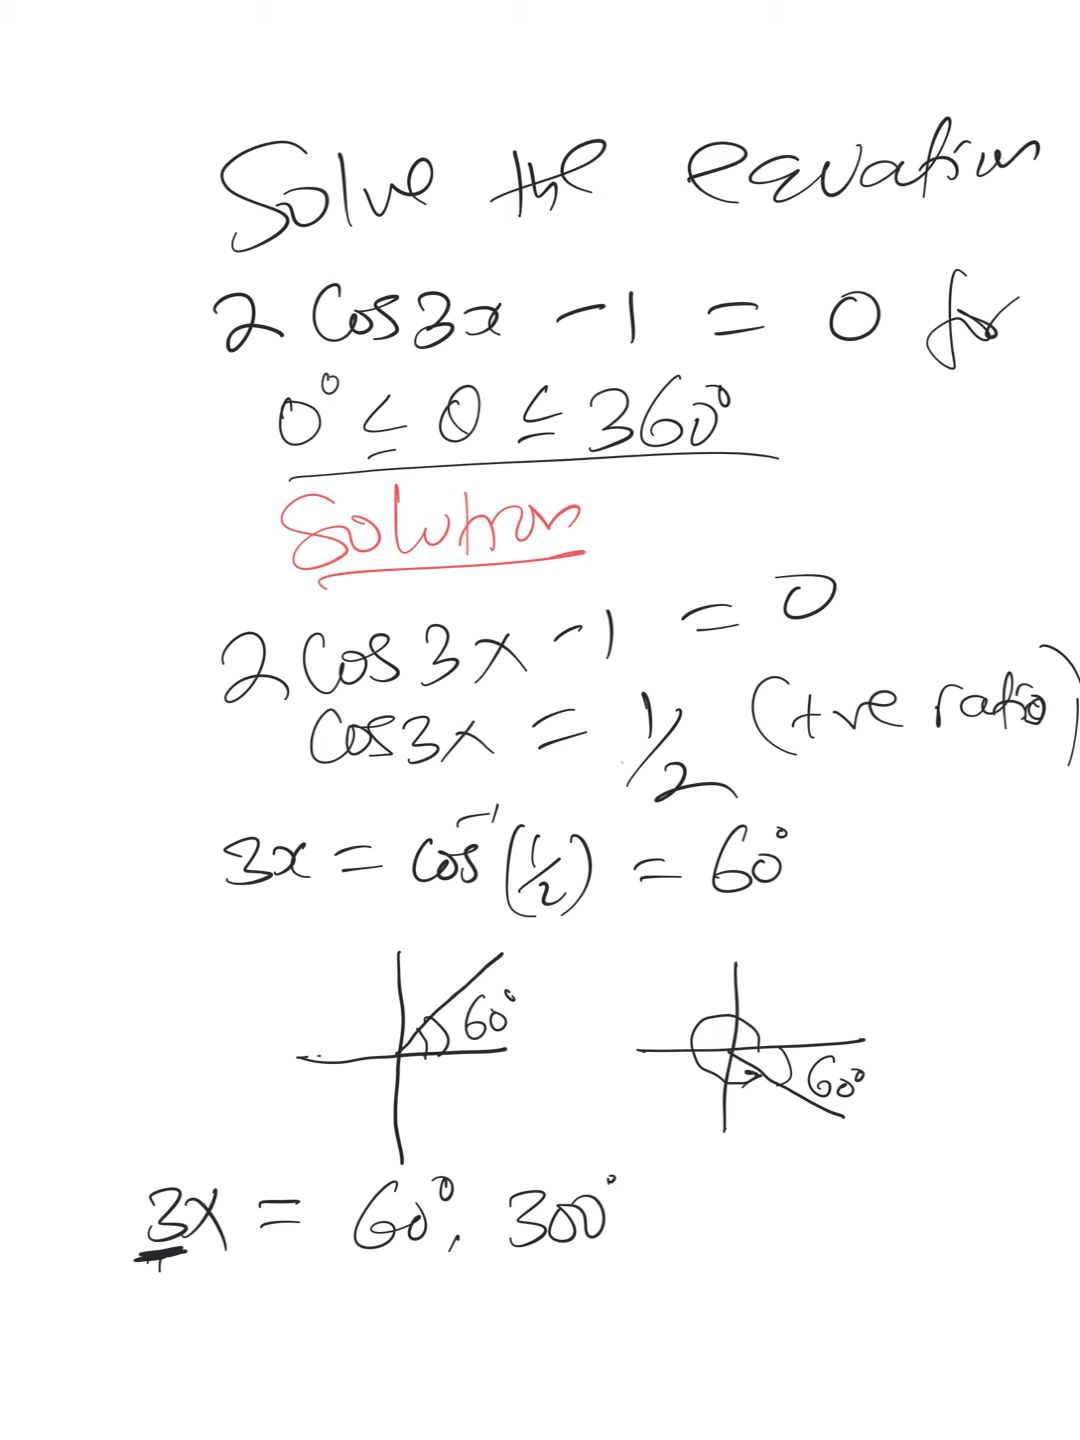 Solve the equation
2 Cos3x - 1 = 0 for
0° ≤ θ ≤ 360°
Solution
2 Cos 3x - 1 = 0
Cos3x = 1/2 (+ve ratio)
3x = Cos⁻¹(1/2) = 60°
60° 60°
3x = 60°, 300°